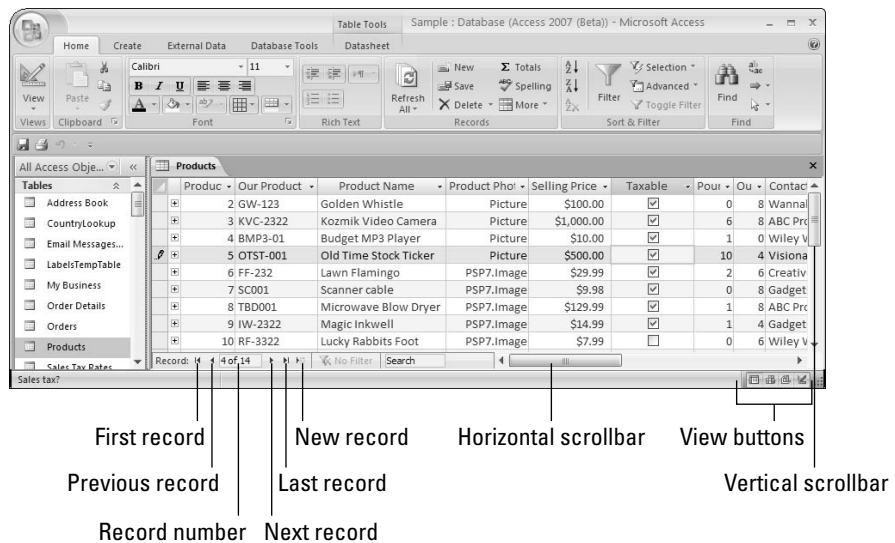 Table Tools Sample : Database (Access 2007 (Beta)) - Microsoft Access
Home Create External Data Database Tools Datasheet
View
Paste
Calibri 11
B I U
A
Refresh All
New
Save
Delete
Totals
Spelling
More
Filter
Selection
Advanced
Toggle Filter
Find
Views Clipboard Font Rich Text Records Sort & Filter Find
All Access Obje... «
Products
Tables
Address Book
CountryLookup
Email Messages...
LabelsTempTable
My Business
Order Details
Orders
Products
Sales Tax Rates
Produc Our Product Product Name Product Phot Selling Price Taxable Pour Ou Contact
2 GW-123 Golden Whistle Picture $100.00 0 8 Wannal
3 KVC-2322 Kozmik Video Camera Picture $1,000.00 6 8 ABC Pro
4 BMP3-01 Budget MP3 Player Picture $10.00 1 0 Wiley W
5 OTST-001 Old Time Stock Ticker Picture $500.00 10 4 Visiona
6 FF-232 Lawn Flamingo PSP7.Image $29.99 2 6 Creativ
7 SC001 Scanner cable PSP7.Image $9.98 0 8 Gadget
8 TBD001 Microwave Blow Dryer PSP7.Image $129.99 1 8 ABC Pro
9 IW-2322 Magic Inkwell PSP7.Image $14.99 1 4 Gadget
10 RF-3322 Lucky Rabbits Foot PSP7.Image $7.99 0 6 Wiley W
Record: 4 of 14 No Filter Search
Sales tax?
First record New record Horizontal scrollbar View buttons
Previous record Last record Vertical scrollbar
Record number Next record